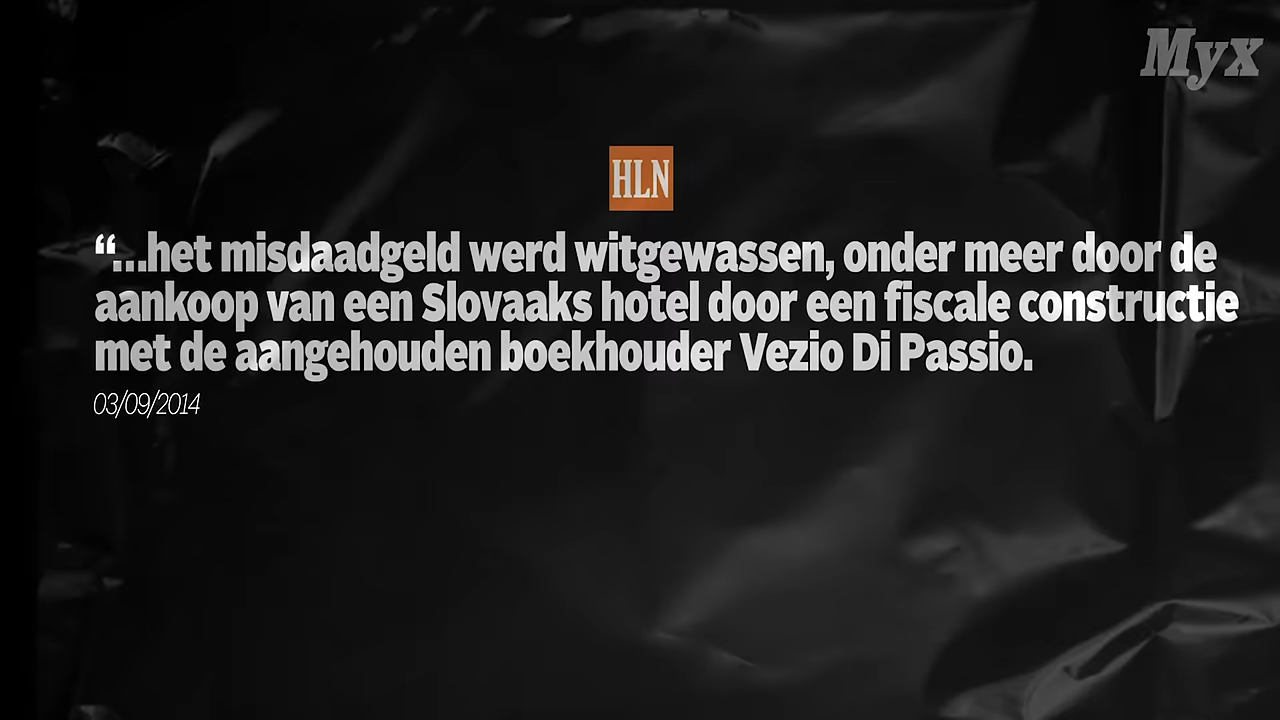 Myx
HLN
“...het misdaadgeld werd witgewassen, onder meer door de
aankoop van een Slovaaks hotel door een fiscale constructie
met de aangehouden boekhouder Vezio Di Passio.
03/09/2014